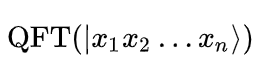 QFT(|x₁x₂ … xₙ⟩)